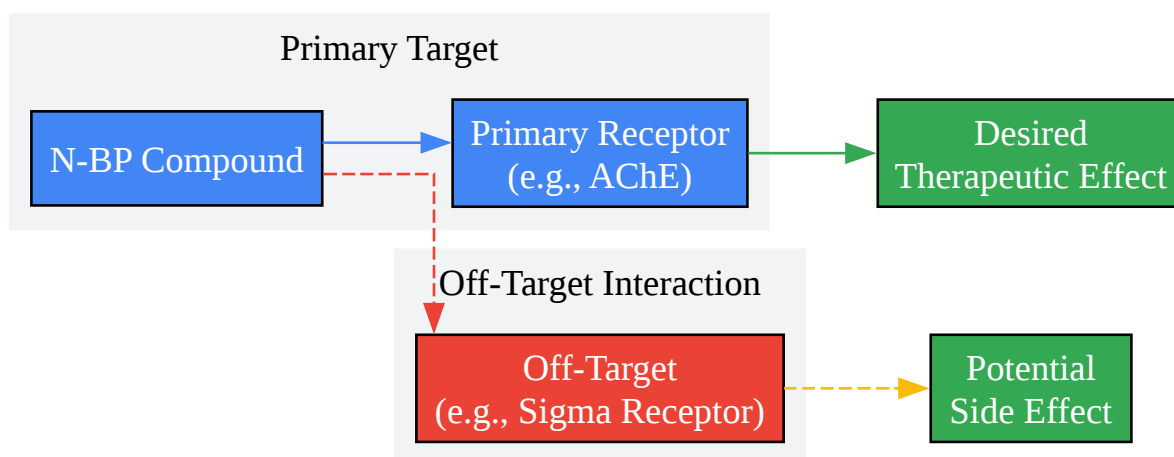 Primary Target
N-BP Compound
Primary Receptor
(e.g., AChE)
Desired
Therapeutic Effect
Off-Target Interaction
Off-Target
(e.g., Sigma Receptor)
Potential
Side Effect